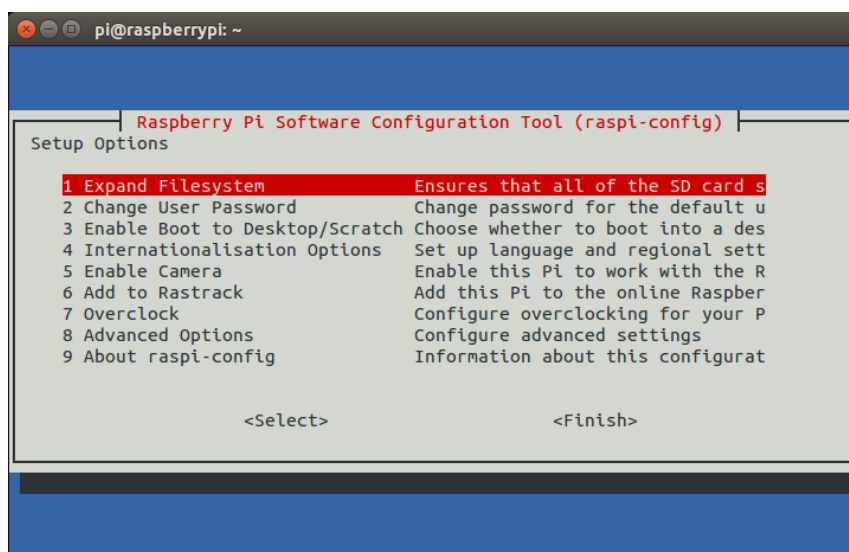 pi@raspberrypi: ~
Raspberry Pi Software Configuration Tool (raspi-config)
Setup Options
1 Expand Filesystem Ensures that all of the SD card s
2 Change User Password Change password for the default u
3 Enable Boot to Desktop/Scratch Choose whether to boot into a des
4 Internationalisation Options Set up language and regional sett
5 Enable Camera Enable this Pi to work with the R
6 Add to Rastrack Add this Pi to the online Raspber
7 Overclock Configure overclocking for your P
8 Advanced Options Configure advanced settings
9 About raspi-config Information about this configurat
<Select> <Finish>